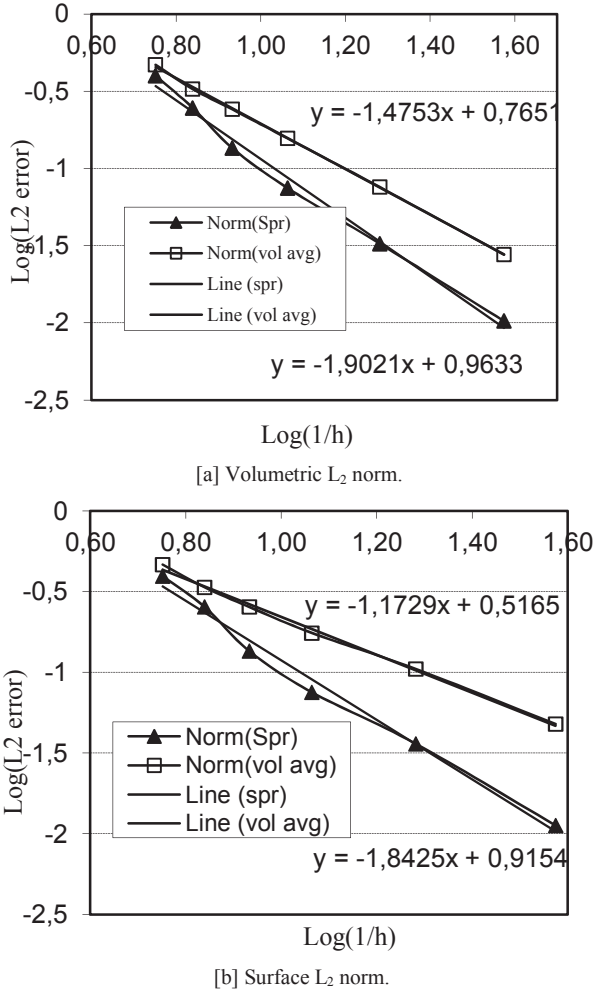 0
0,60 0,80 1,00 1,20 1,40 1,60
-0,5
y = -1,4753x + 0,7651
-1
Log(L2 error)
Norm(Spr)
-1,5
Norm(vol avg)
Line (spr)
Line (vol avg)
-2
y = -1,9021x + 0,9633
-2,5
Log(1/h)
[a] Volumetric L₂ norm.
0
0,60 0,80 1,00 1,20 1,40 1,60
-0,5
y = -1,1729x + 0,5165
-1
Log(L2 error)
Norm(Spr)
-1,5
Norm(vol avg)
Line (spr)
Line (vol avg)
-2
y = -1,8425x + 0,9154
-2,5
Log(1/h)
[b] Surface L₂ norm.